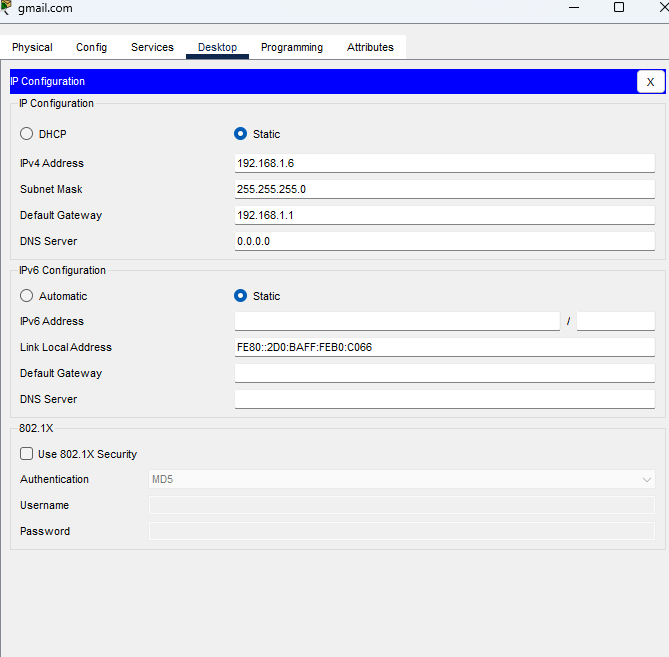 gmail.com
Physical Config Services Desktop Programming Attributes
IP Configuration X
IP Configuration
DHCP Static
IPv4 Address 192.168.1.6
Subnet Mask 255.255.255.0
Default Gateway 192.168.1.1
DNS Server 0.0.0.0
IPv6 Configuration
Automatic Static
IPv6 Address /
Link Local Address FE80::2D0:BAFF:FEB0:C066
Default Gateway
DNS Server
802.1X
Use 802.1X Security
Authentication MD5
Username
Password